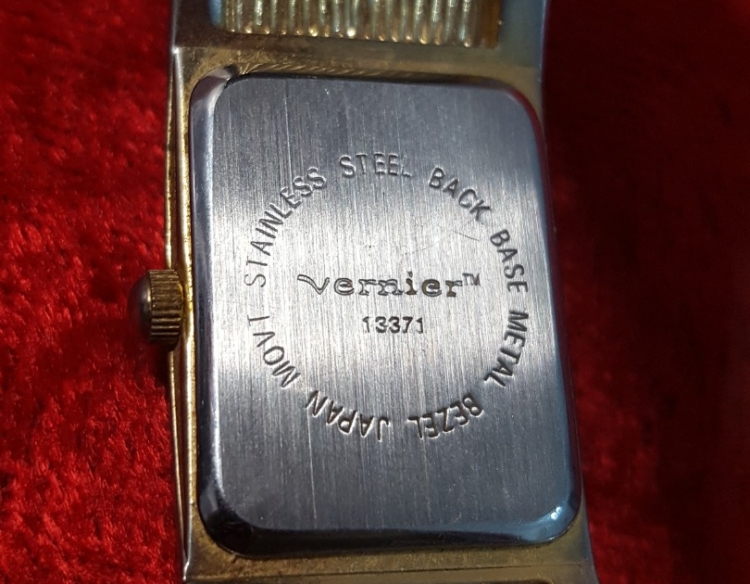 STAINLESS STEEL BACK BASE METAL BEZEL JAPAN MOVT
vernier™
13371